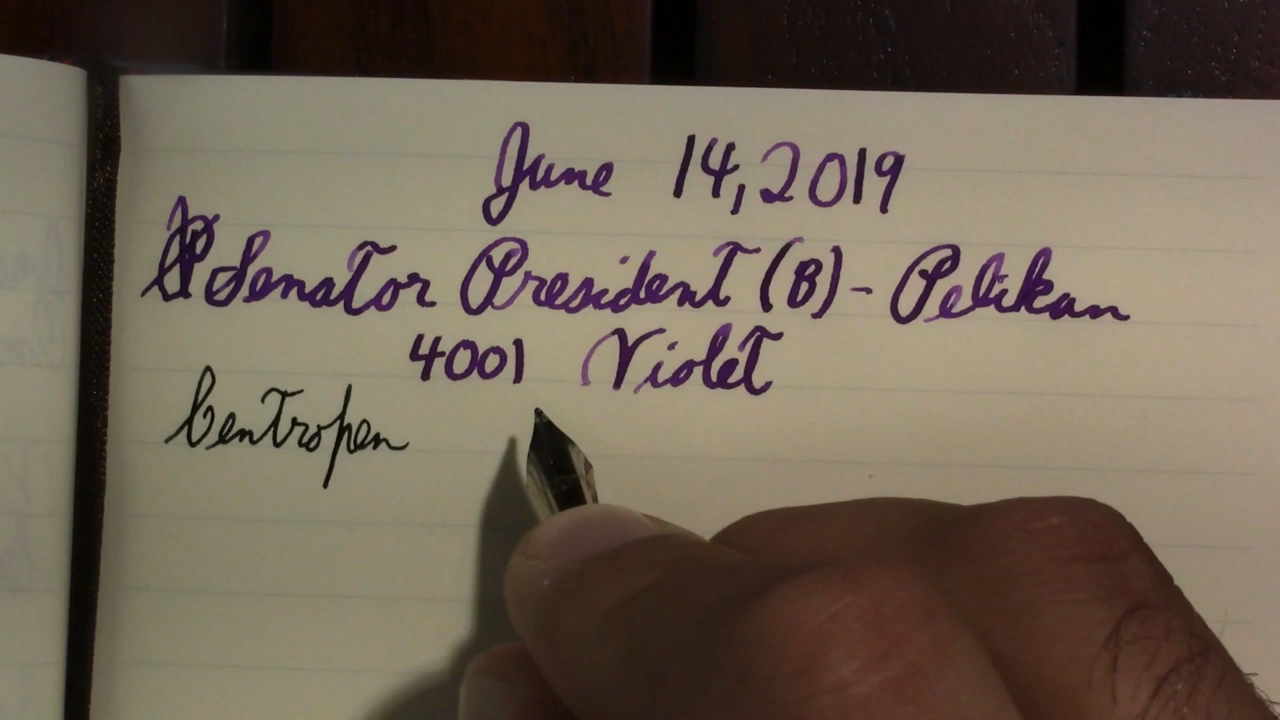 June 14, 2019
Senator President (B) - Pelikan
4001 Violet
Centropen